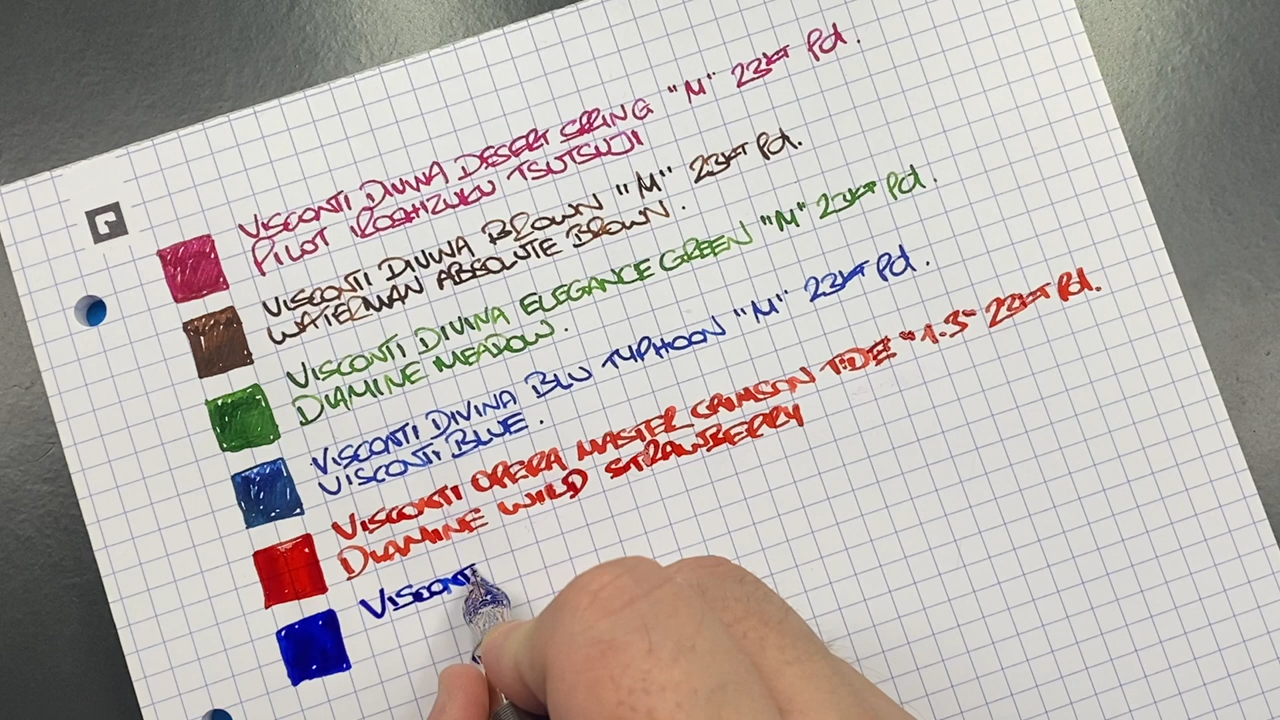 VISCONTI DIVINA DESERT SPRING "M" 23KT Pd.
PILOT IROSHIZUKU TSUTSUJI
VISCONTI DIVINA BROWN "M" 23KT Pd.
WATERMAN ABSOLUTE BROWN.
VISCONTI DIVINA ELEGANCE GREEN "M" 23KT Pd.
DIAMINE MEADOW.
VISCONTI DIVINA BLU TYPHOON "M" 23KT Pd.
VISCONTI BLUE.
VISCONTI OPERA MASTER CRIMSON TIDE "1.3" 23KT Pd.
DIAMINE WILD STRAWBERRY
VISCONT